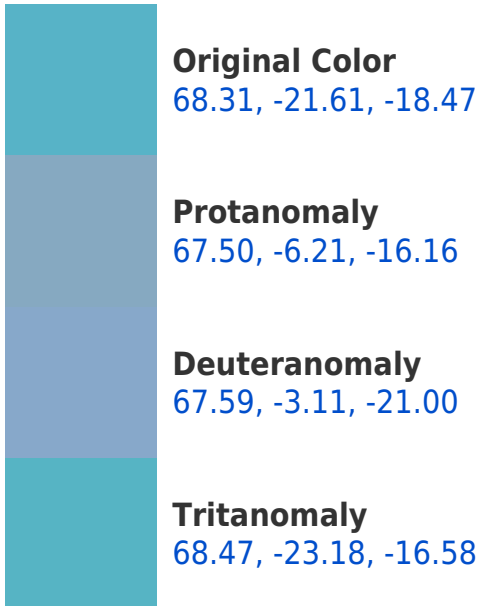 Original Color
68.31, -21.61, -18.47
Protanomaly
67.50, -6.21, -16.16
Deuteranomaly
67.59, -3.11, -21.00
Tritanomaly
68.47, -23.18, -16.58